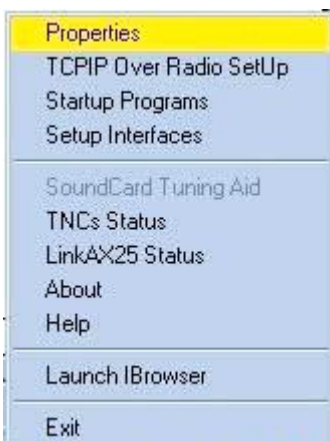 Properties
TCPIP Over Radio SetUp
Startup Programs
Setup Interfaces
SoundCard Tuning Aid
TNCs Status
LinkAX25 Status
About
Help
Launch IBrowser
Exit